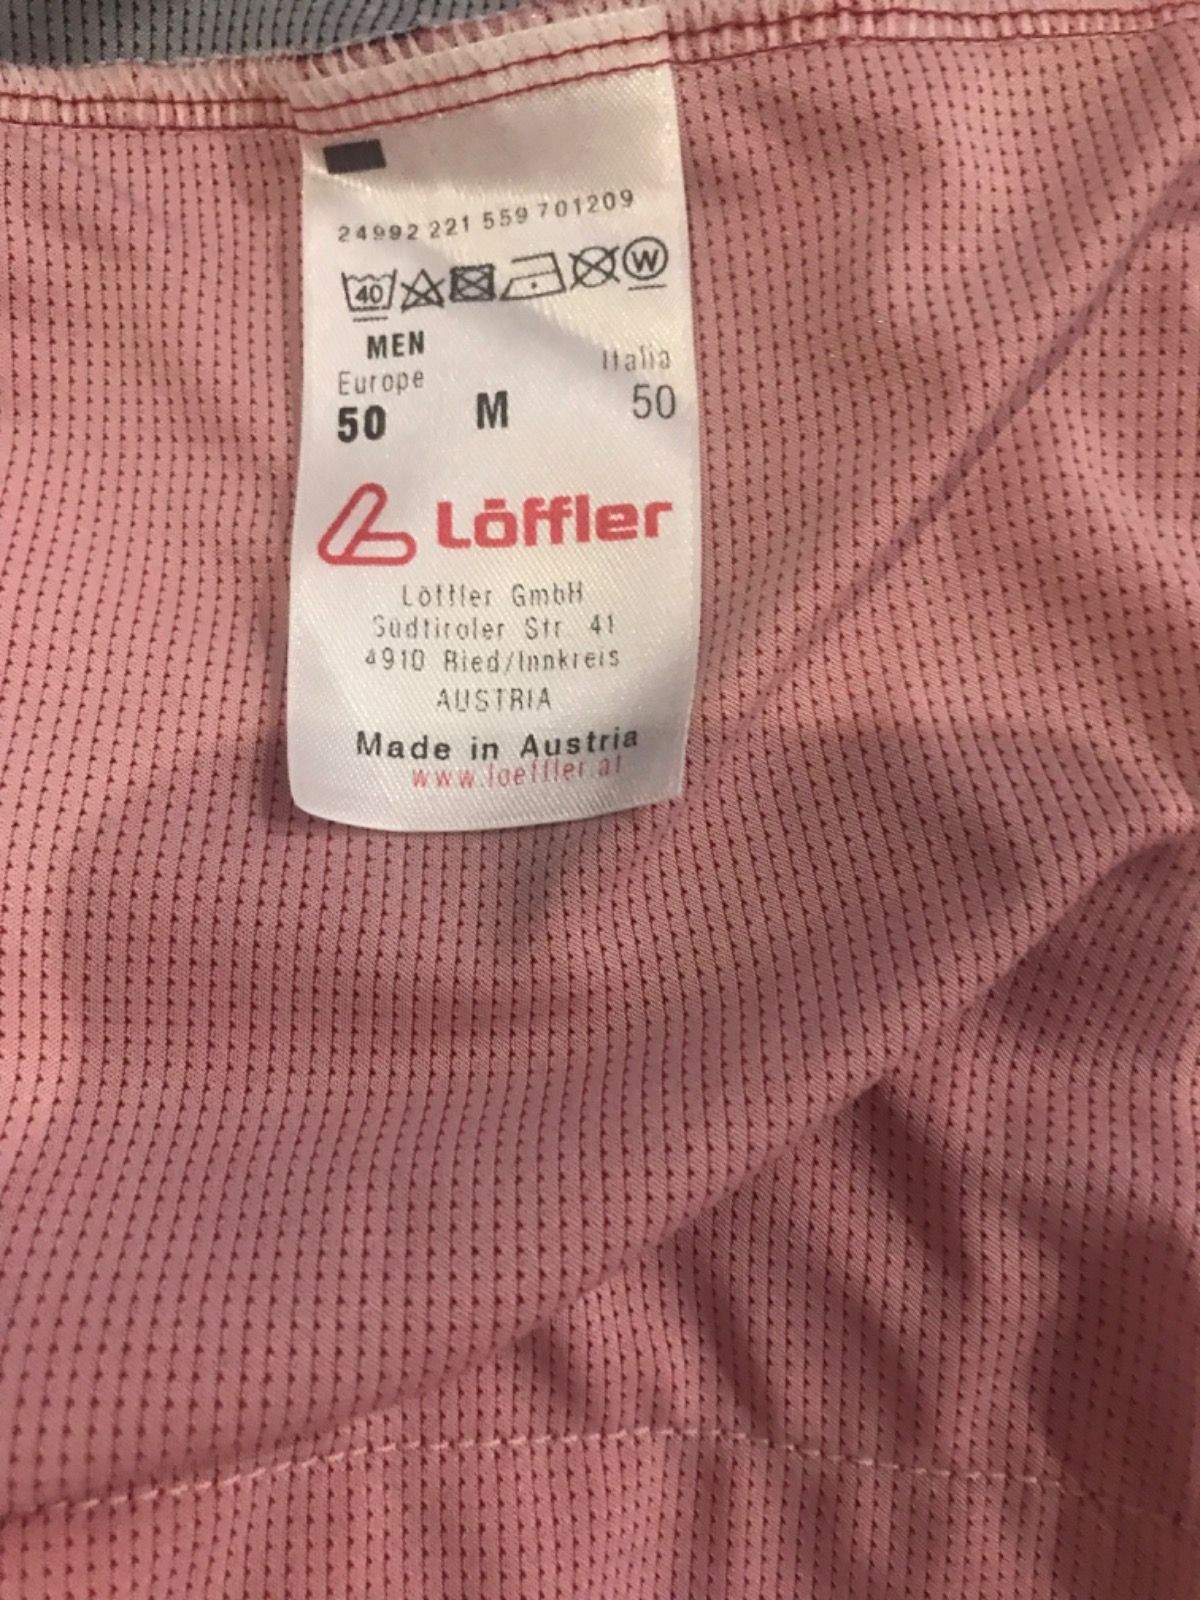 24992 221 559 701209
40 W
MEN
Europe Italia
50 M 50
Löffler
Löffler GmbH
Südtiroler Str. 41
4910 Ried/Innkreis
AUSTRIA
Made in Austria
www.loeffler.at